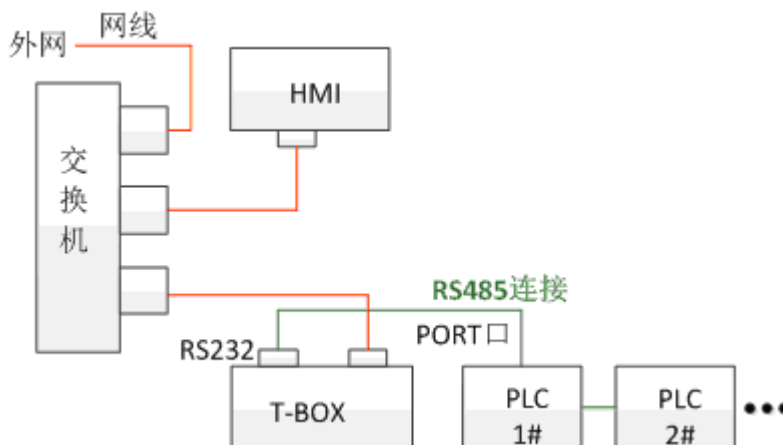 网线
外网
HMI
交
换
机
RS485连接
PORT口
RS232
T-BOX
PLC
1#
PLC
2#
•••